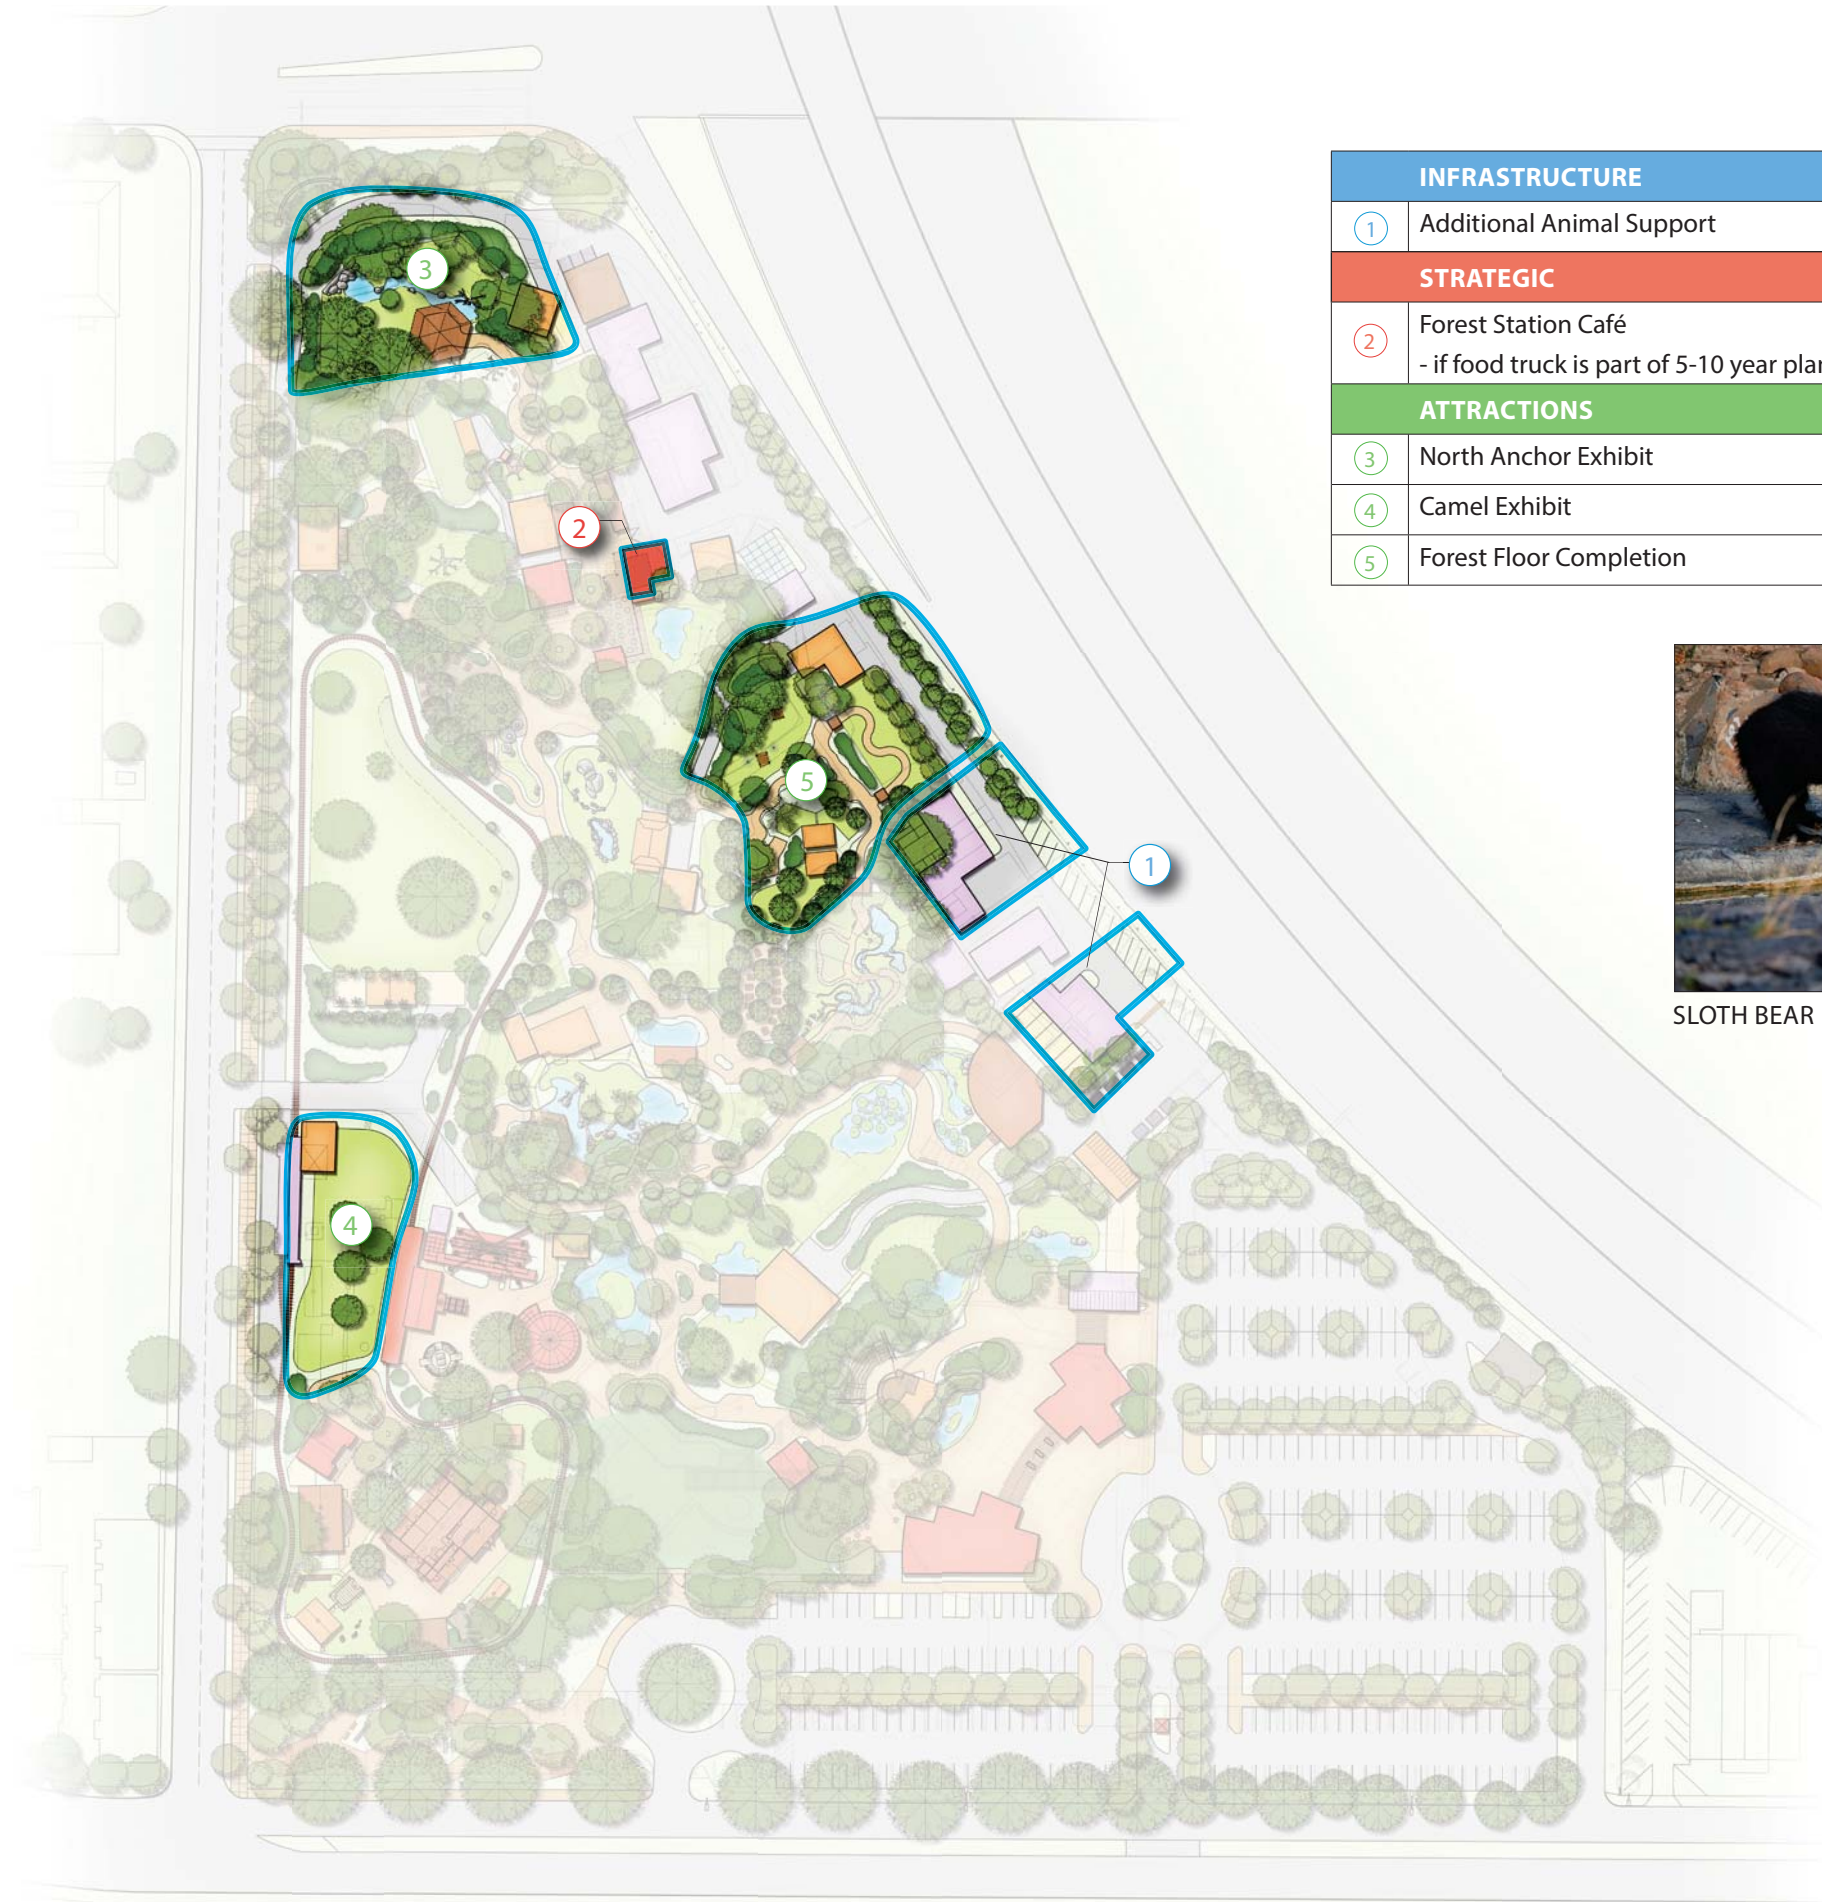 INFRASTRUCTURE
1 Additional Animal Support
STRATEGIC
2 Forest Station Café
- if food truck is part of 5-10 year
ATTRACTIONS
3 North Anchor Exhibit
4 Camel Exhibit
5 Forest Floor Completion
3
2
5
1
4
SLOTH BEAR